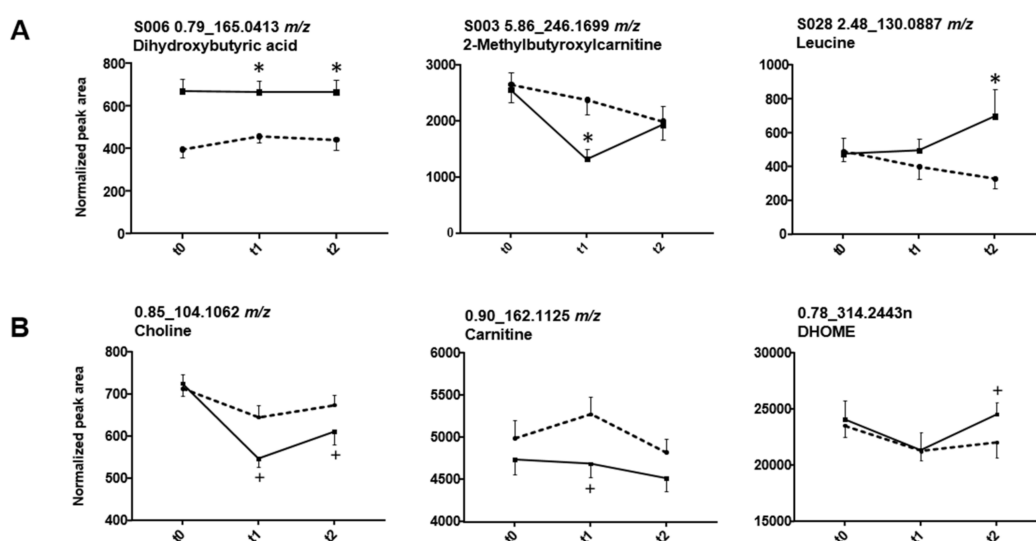 A
S006 0.79_165.0413 m/z
Dihydroxybutyric acid
Normalized peak area
800
600
400
200
0
*
*
t0
t1
t2
S003 5.86_246.1699 m/z
2-Methylbutyroxylcarnitine
3000
2000
1000
0
*
t0
t1
t2
S028 2.48_130.0887 m/z
Leucine
1000
800
600
400
200
0
*
t0
t1
t2
B
0.85_104.1062 m/z
Choline
Normalized peak area
800
700
600
500
400
+
+
t0
t1
t2
0.90_162.1125 m/z
Carnitine
6000
5500
5000
4500
4000
+
t0
t1
t2
0.78_314.2443n
DHOME
30000
25000
20000
15000
+
t0
t1
t2